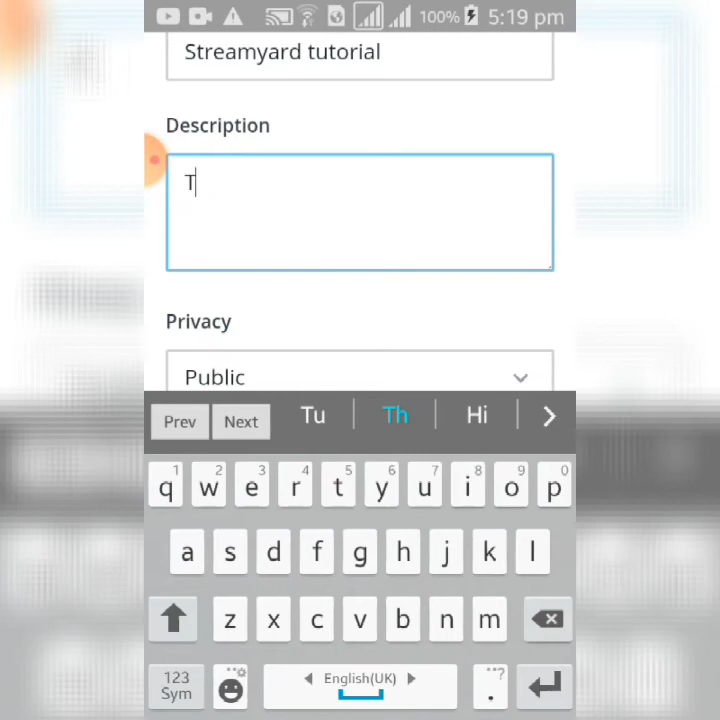 100% 5:19 pm
Streamyard tutorial
Description
T
Privacy
Public
Prev Next Tu Th Hi
1 2 3 4 5 6 7 8 9 0
q w e r t y u i o p
a s d f g h j k l
z x c v b n m
123
Sym English(UK) . ?